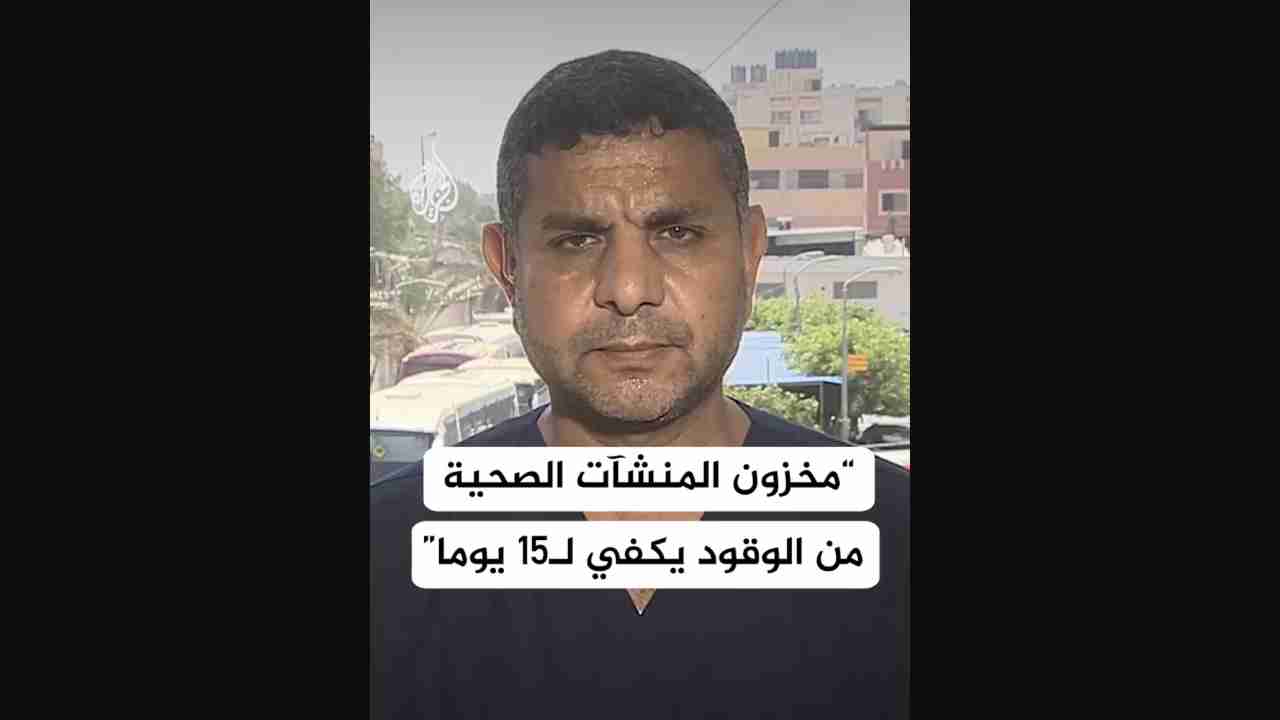 “مخزون المنشآت الصحية
من الوقود يكفي لـ15 يوما”